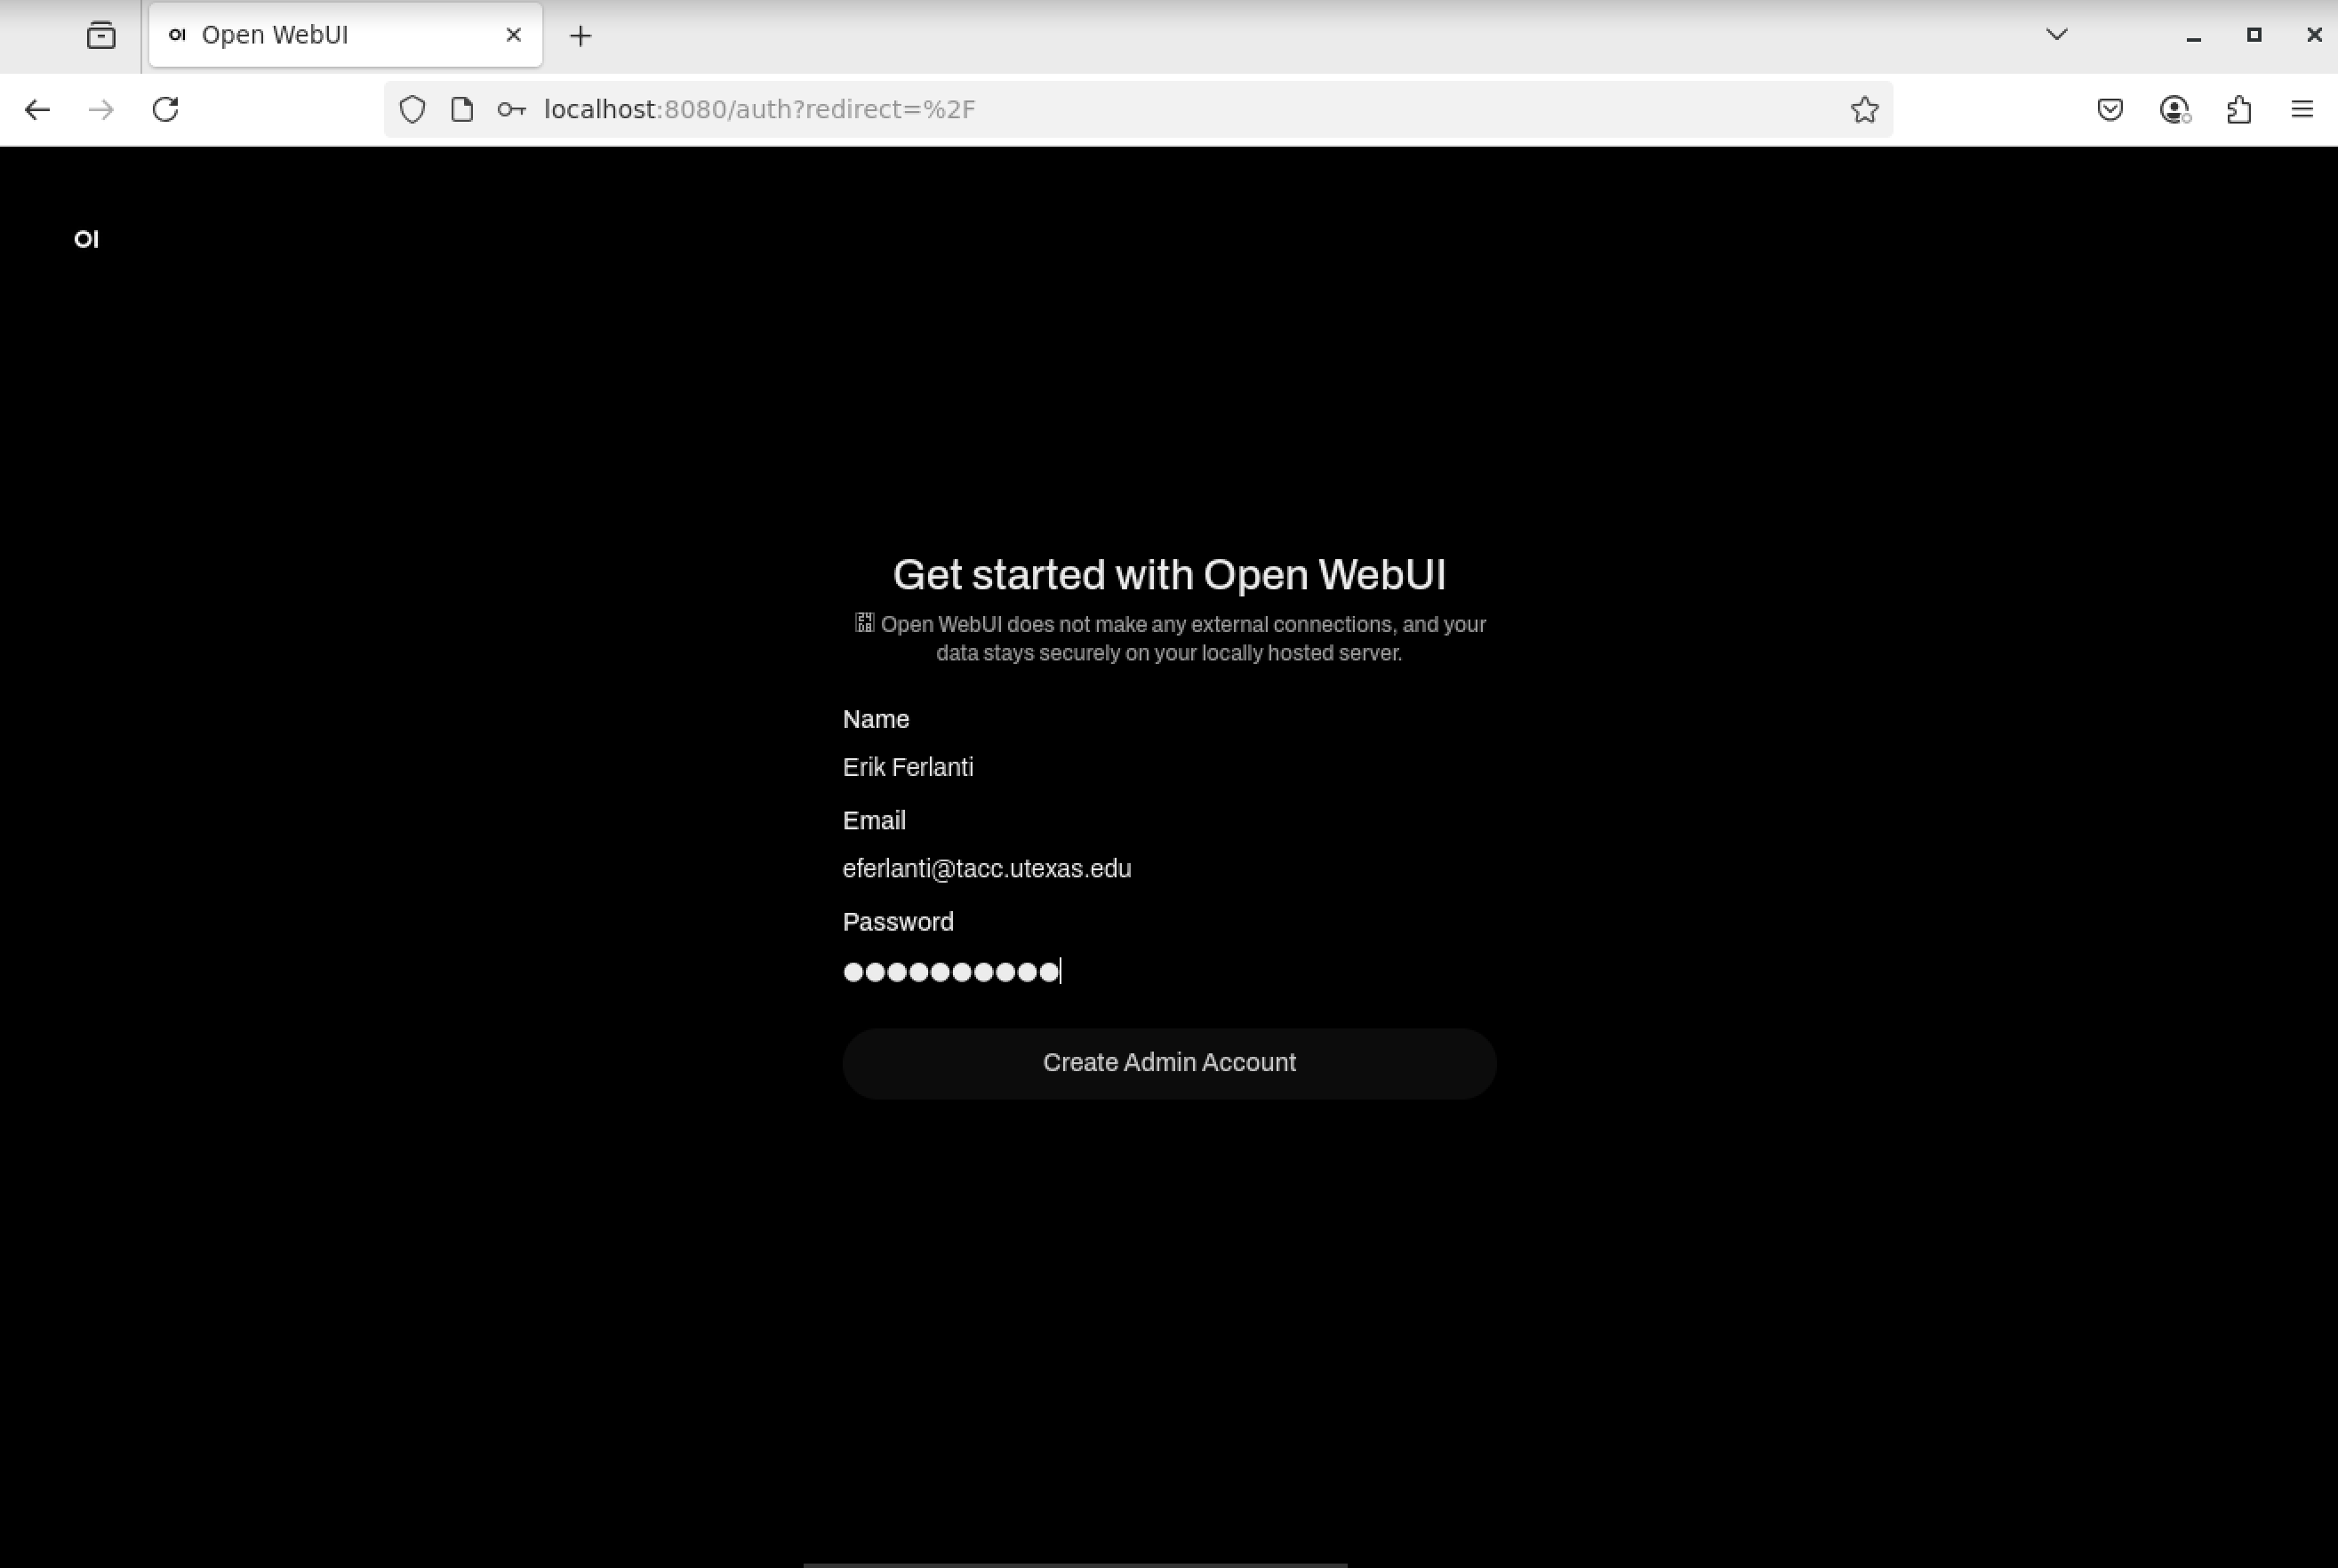 OI Open WebUI
localhost:8080/auth?redirect=%2F
OI
Get started with Open WebUI
Open WebUI does not make any external connections, and your
data stays securely on your locally hosted server.
Name
Erik Ferlanti
Email
eferlanti@tacc.utexas.edu
Password
●●●●●●●●●●
Create Admin Account